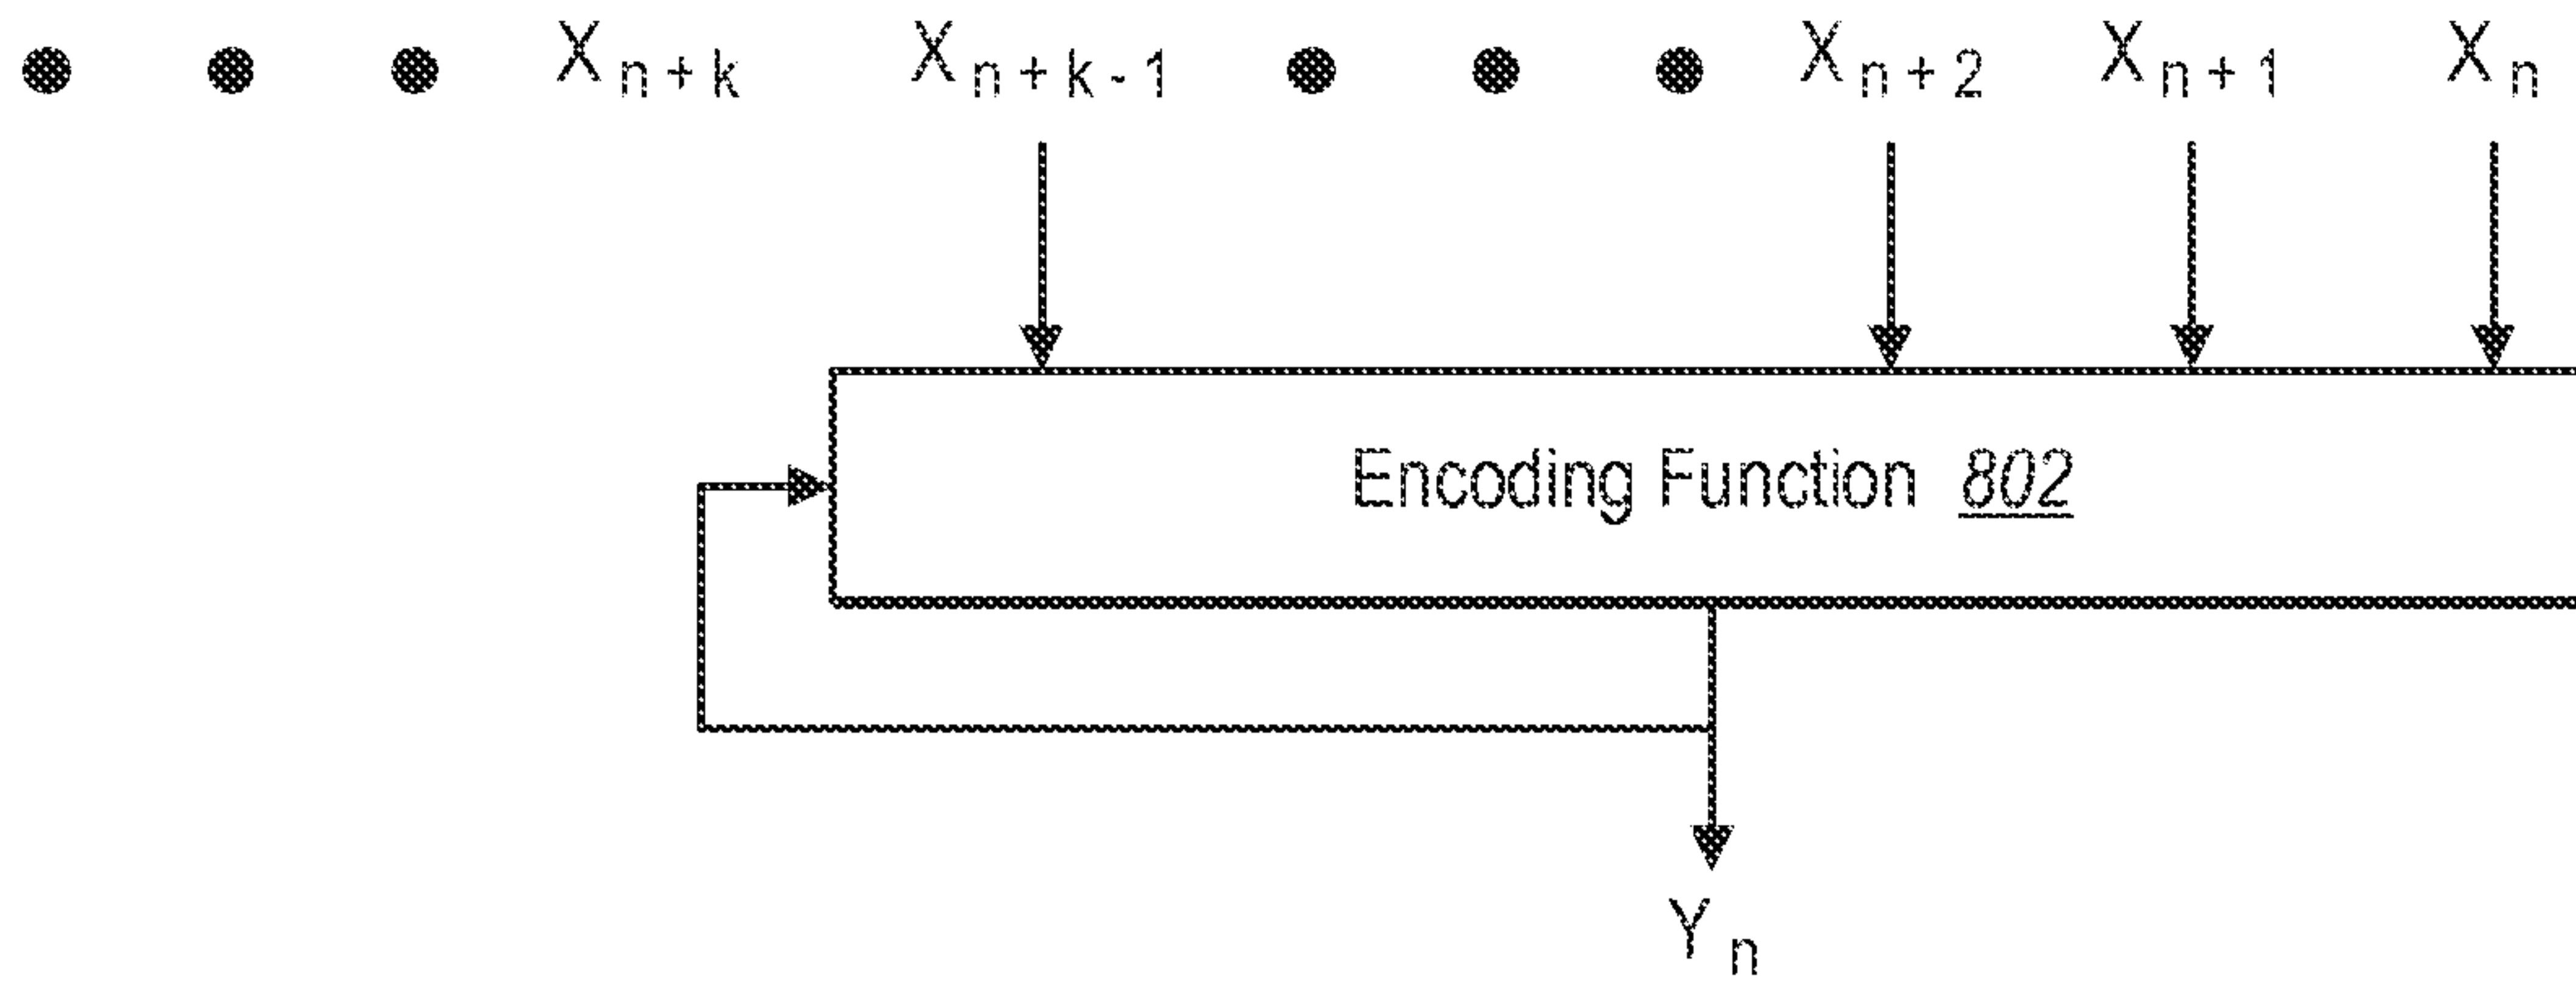 ● ● ● X n + k X n + k - 1 ● ● ● X n + 2 X n + 1 X n
Encoding Function 802
Y n